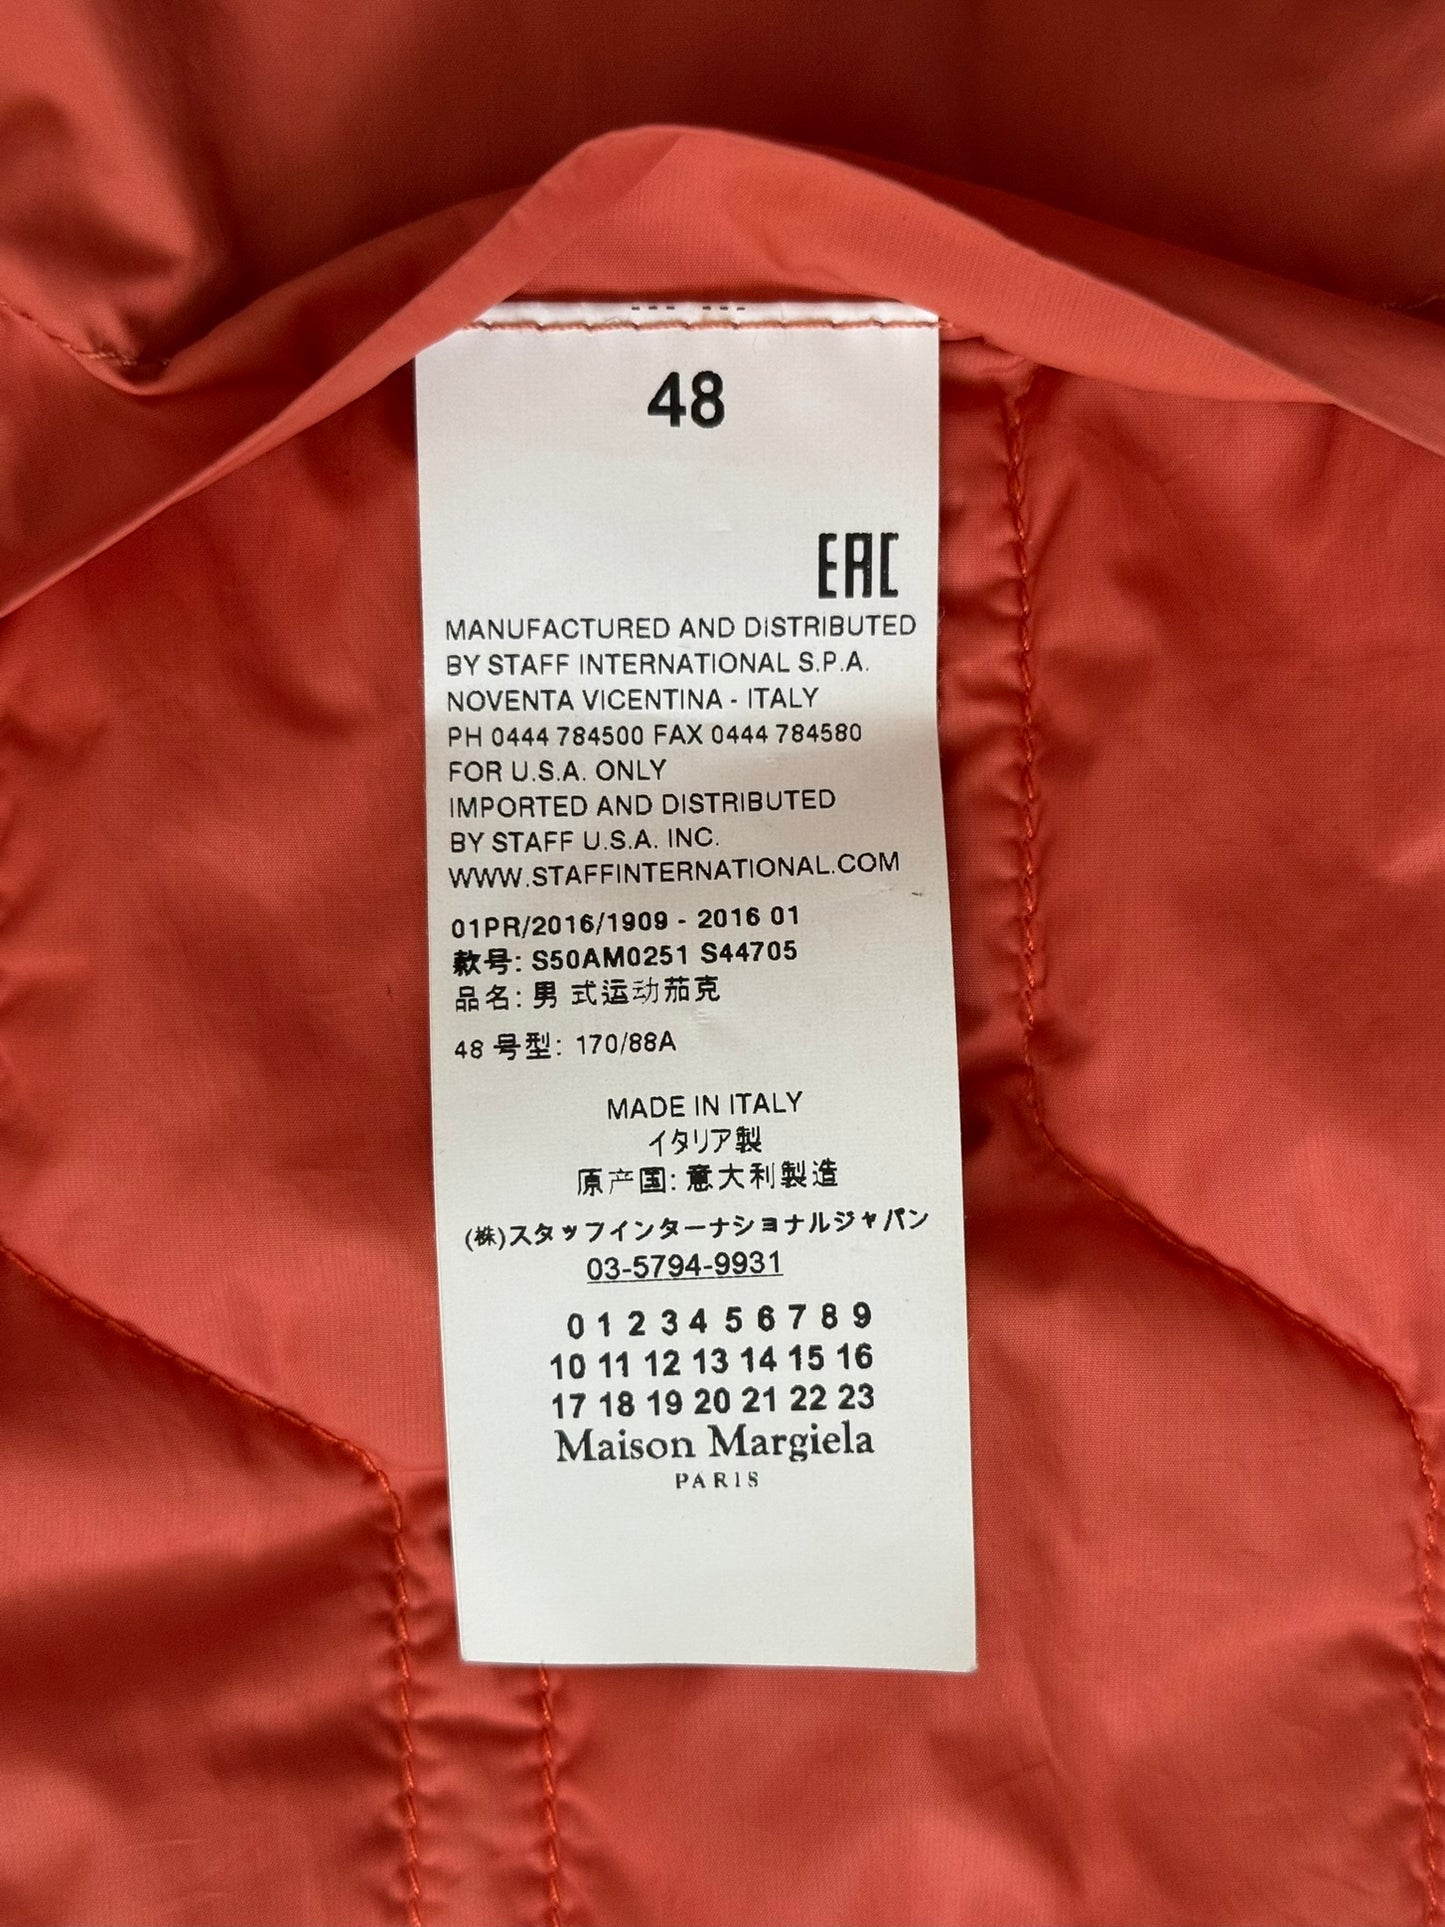 48
EAC
MANUFACTURED AND DISTRIBUTED
BY STAFF INTERNATIONAL S.P.A.
NOVENTA VICENTINA - ITALY
PH 0444 784500 FAX 0444 784580
FOR U.S.A. ONLY
IMPORTED AND DISTRIBUTED
BY STAFF U.S.A. INC.
WWW.STAFFINTERNATIONAL.COM
01PR/2016/1909 - 2016 01
款号: S50AM0251 S44705
品名: 男 式运动茄克
48 号型: 170/88A
MADE IN ITALY
イタリア製
原产国: 意大利製造
(株)スタッフインターナショナルジャパン
03-5794-9931
0 1 2 3 4 5 6 7 8 9
10 11 12 13 14 15 16
17 18 19 20 21 22 23
Maison Margiela
PARIS